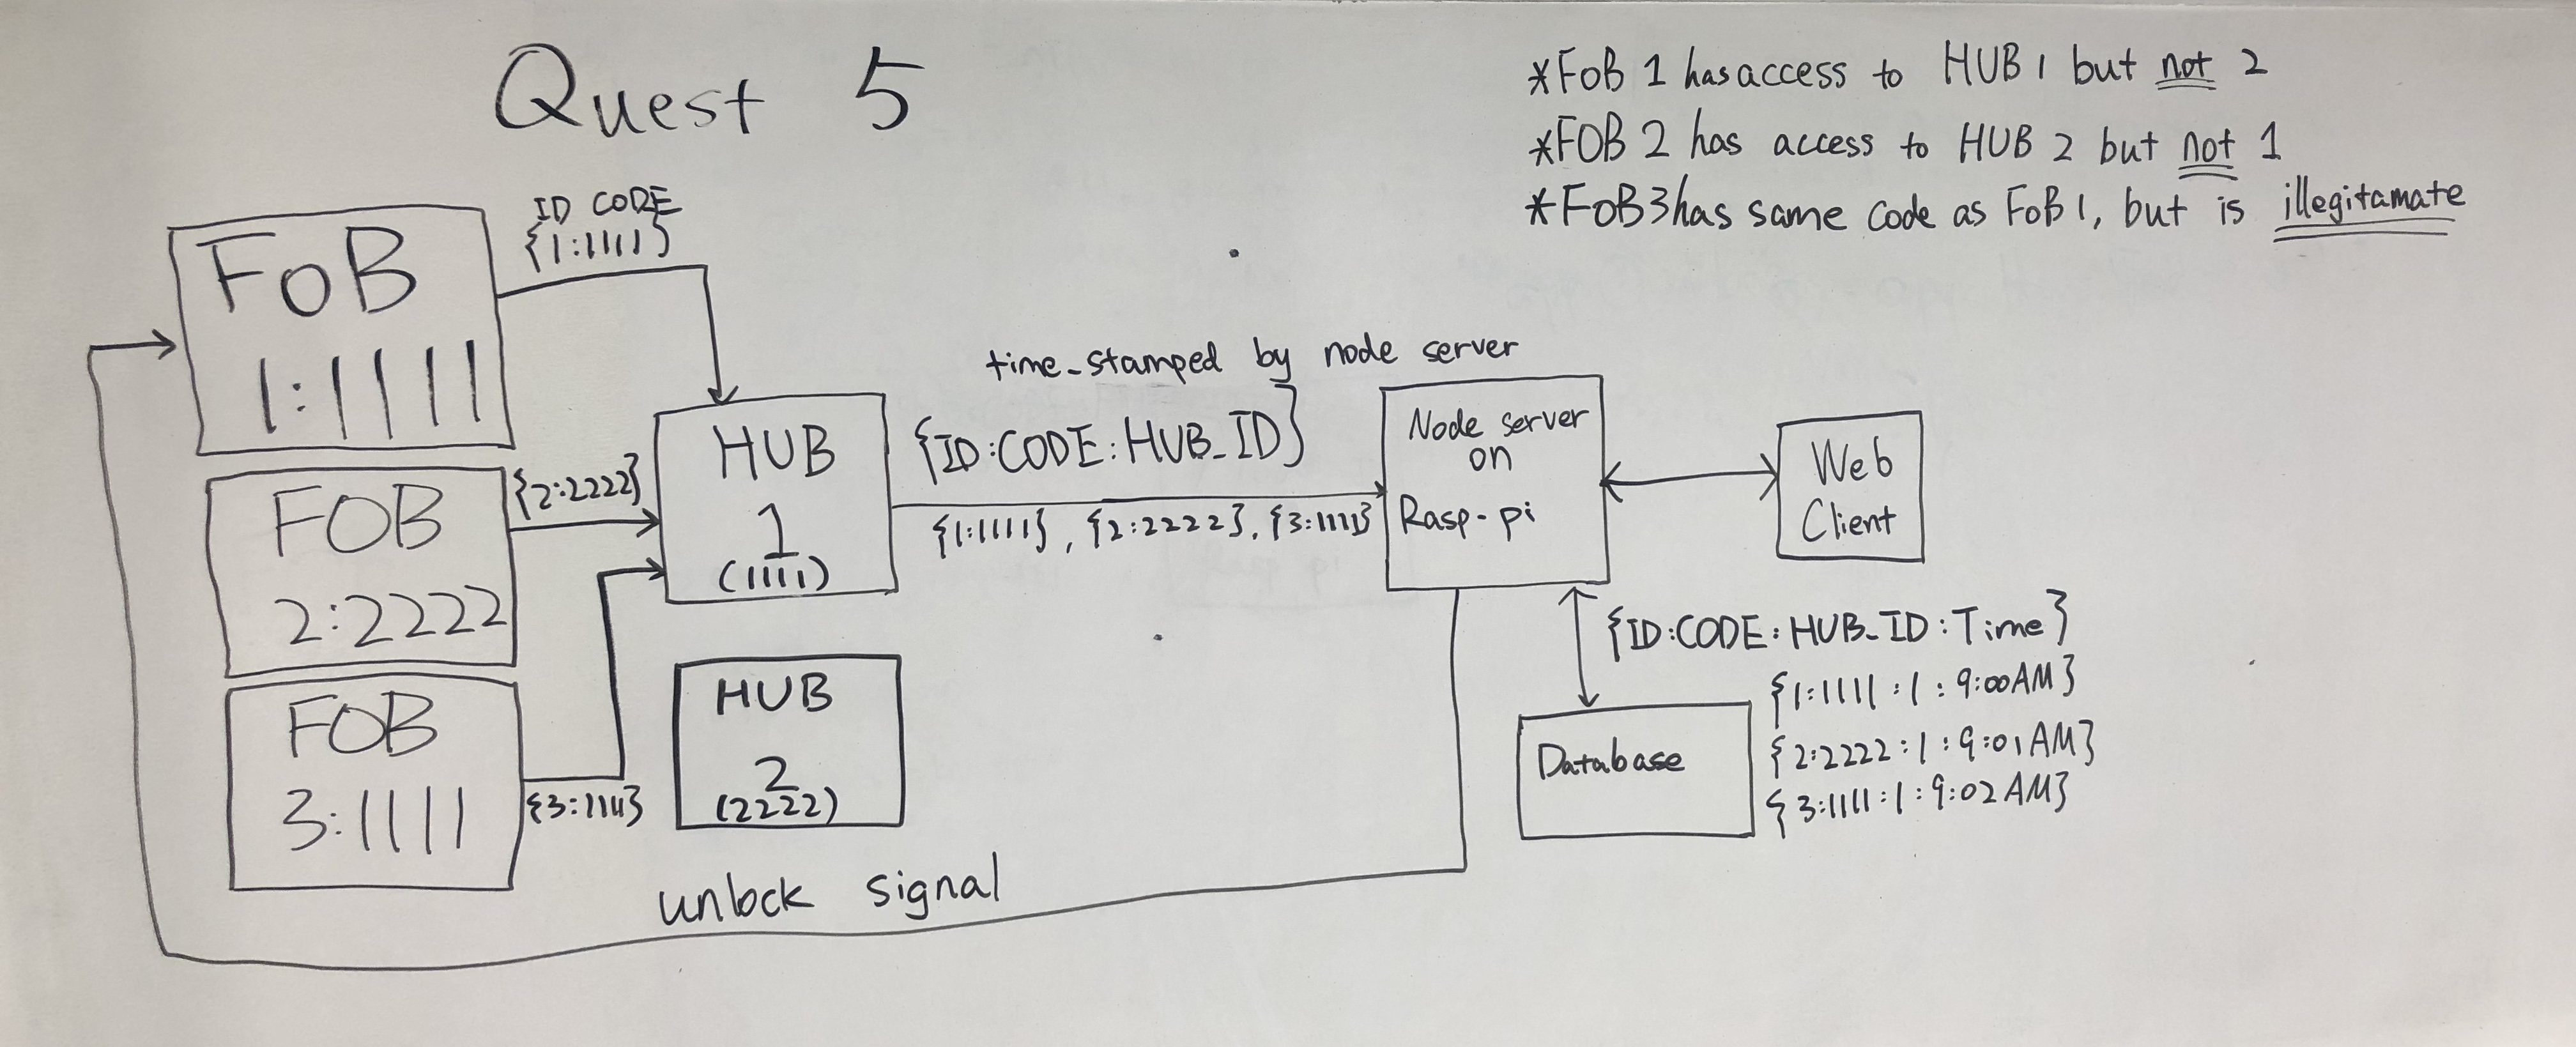 Quest 5
*FoB 1 has access to HUB 1 but not 2
*FOB 2 has access to HUB 2 but not 1
*FoB3 has same code as FoB 1, but is illegitamate
ID CODE
{1:1111}
FoB
1:1111
time_stamped by node server
{2:2222}
FOB
2:2222
HUB
1
(1111)
{ID:CODE:HUB_ID}
{1:1111}, {2:2222}, {3:1111}
Node server
on
Rasp-pi
Web
Client
FOB
3:1111
{3:1111}
HUB
2
(2222)
{ID:CODE:HUB_ID:Time}
{1:1111:1:9:00AM}
{2:2222:1:9:01AM}
{3:1111:1:9:02AM}
Database
unlock signal